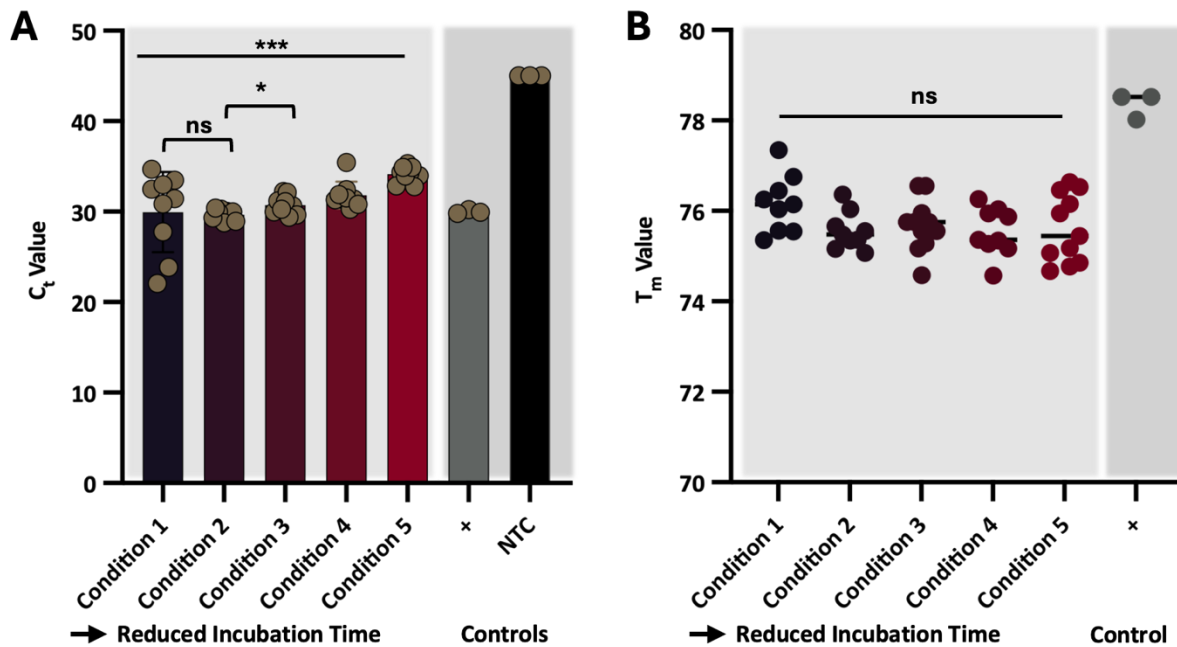 A
50
40
30
20
10
0
Ct Value
***
ns
*
Condition 1
Condition 2
Condition 3
Condition 4
Condition 5
+
NTC
Reduced Incubation Time
Controls
B
80
78
76
74
72
70
Tm Value
ns
Condition 1
Condition 2
Condition 3
Condition 4
Condition 5
+
Reduced Incubation Time
Control